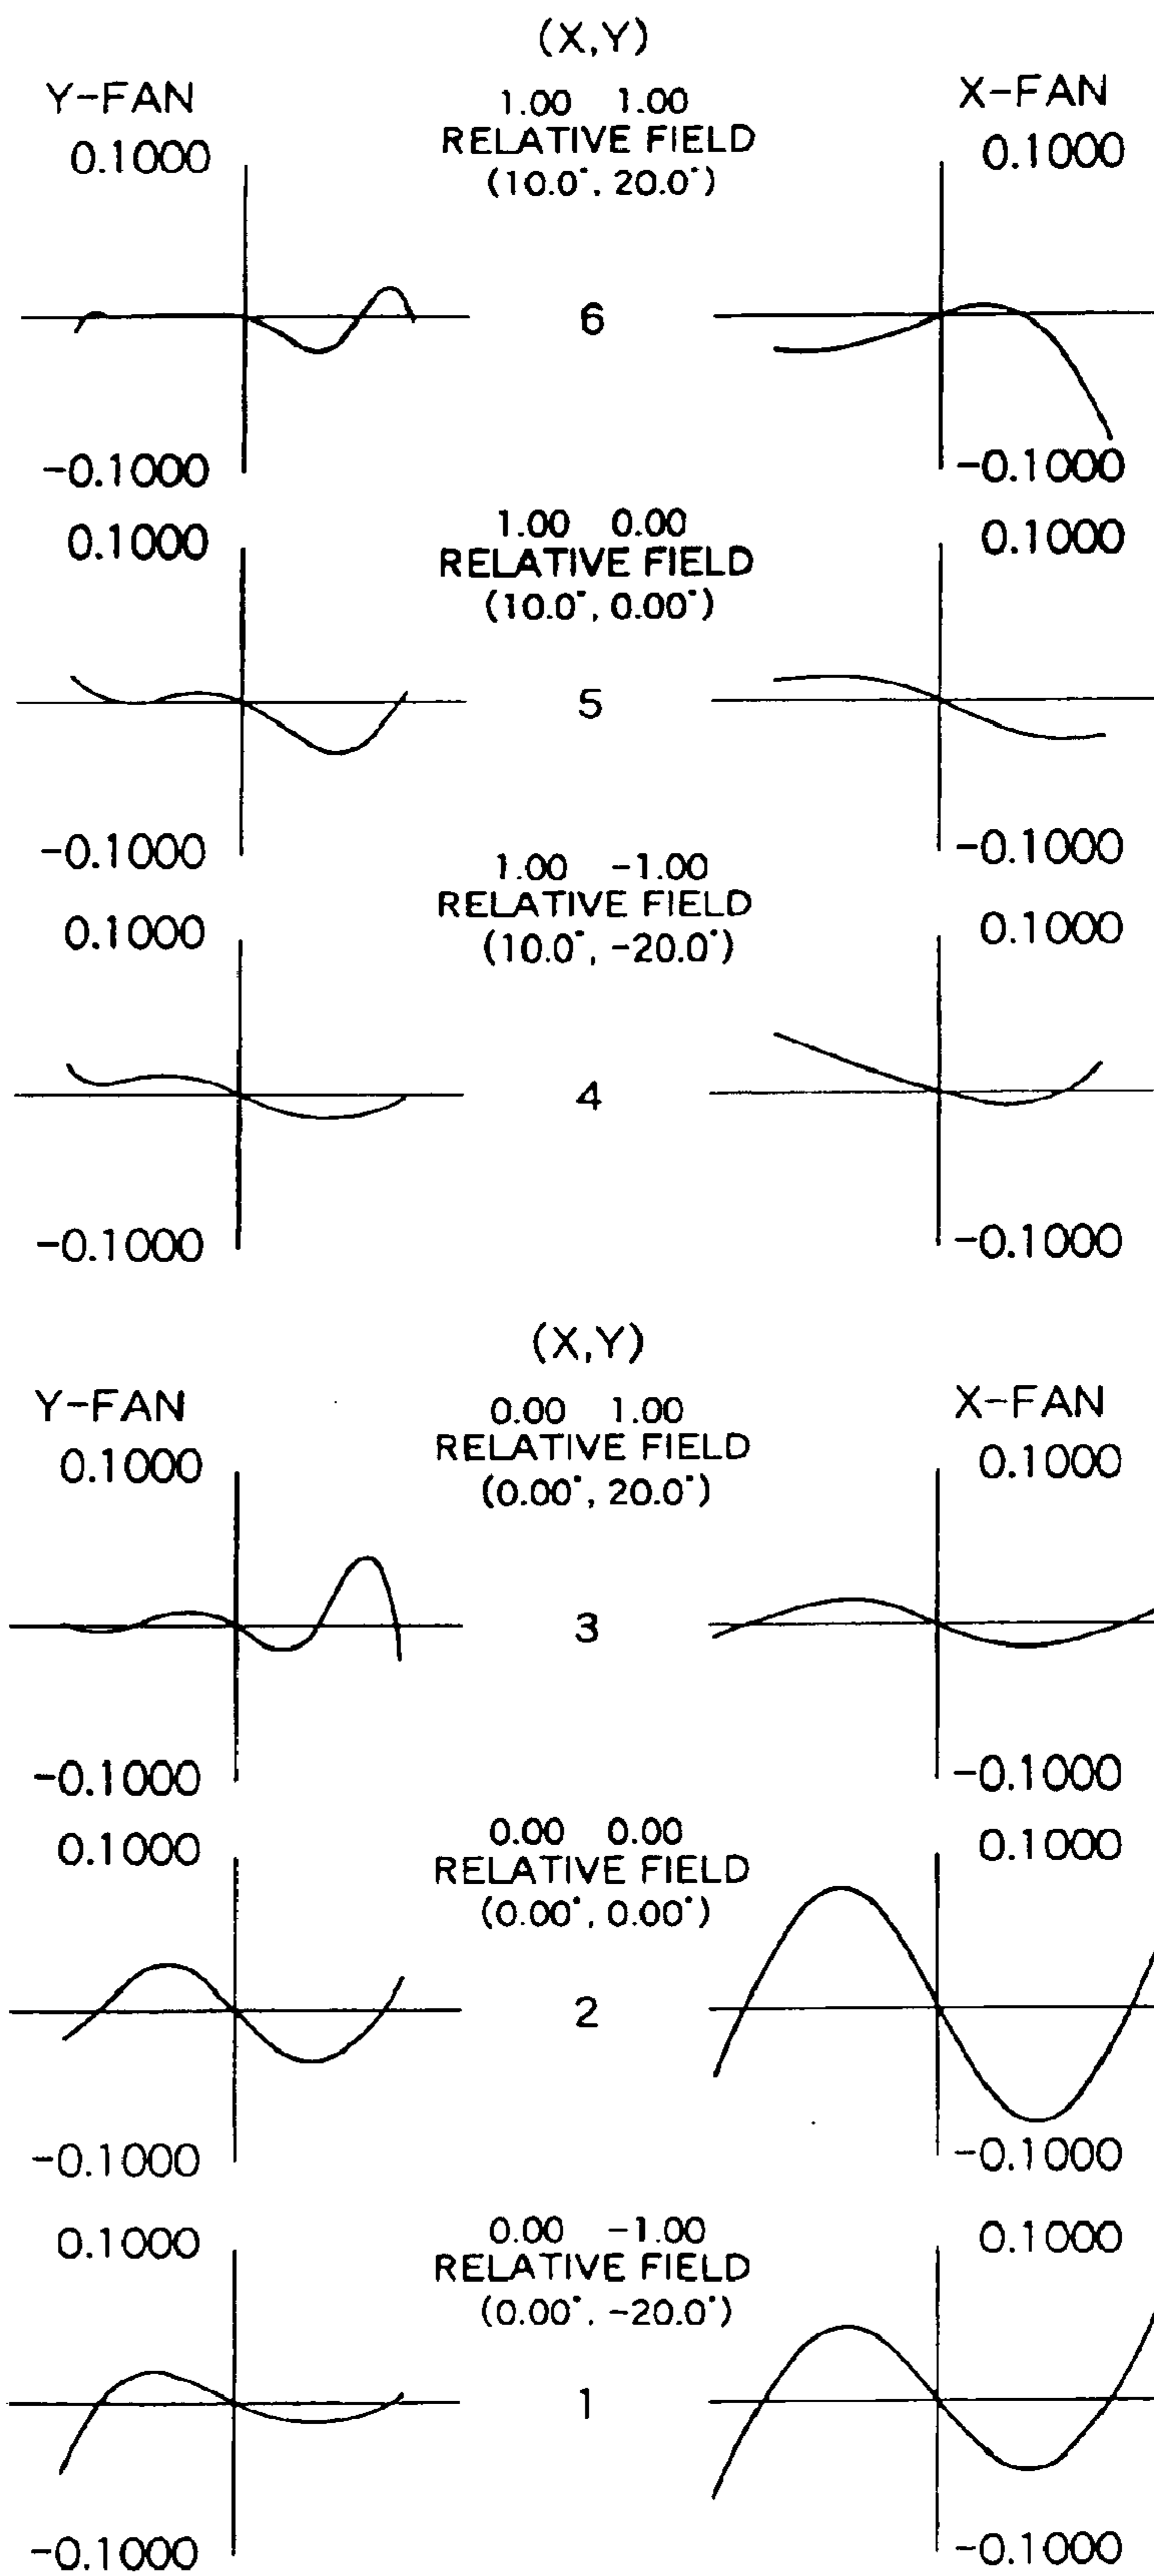 (X,Y)
Y-FAN 1.00 1.00 X-FAN
0.1000 RELATIVE FIELD 0.1000
(10.0°, 20.0°)
6
-0.1000 -0.1000
0.1000 1.00 0.00 0.1000
RELATIVE FIELD
(10.0°, 0.00°)
5
-0.1000 -0.1000
1.00 -1.00
0.1000 RELATIVE FIELD 0.1000
(10.0°, -20.0°)
4
-0.1000 -0.1000
(X,Y)
Y-FAN 0.00 1.00 X-FAN
0.1000 RELATIVE FIELD 0.1000
(0.00°, 20.0°)
3
-0.1000 -0.1000
0.1000 0.00 0.00 0.1000
RELATIVE FIELD
(0.00°, 0.00°)
2
-0.1000 -0.1000
0.1000 0.00 -1.00 0.1000
RELATIVE FIELD
(0.00°, -20.0°)
1
-0.1000 -0.1000